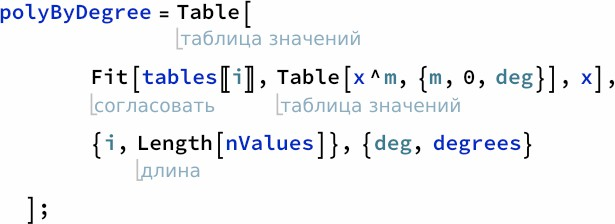 polyByDegree = Table[
таблица значений
Fit[tables[[i]], Table[x^m, {m, 0, deg}], x],
согласовать таблица значений
{i, Length[nValues]}, {deg, degrees}
длина
];